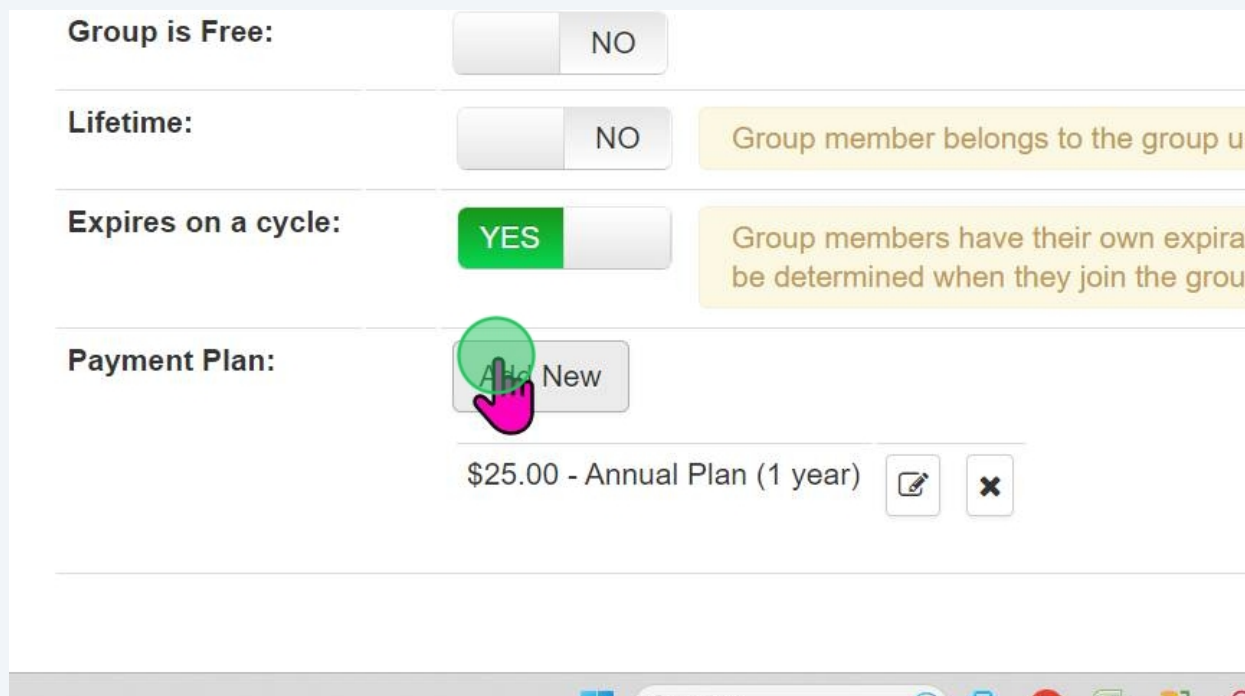 Group is Free:
NO
Lifetime:
NO
Group member belongs to the group u
Expires on a cycle:
YES
Group members have their own expira
be determined when they join the grou
Payment Plan:
Add New
$25.00 - Annual Plan (1 year)